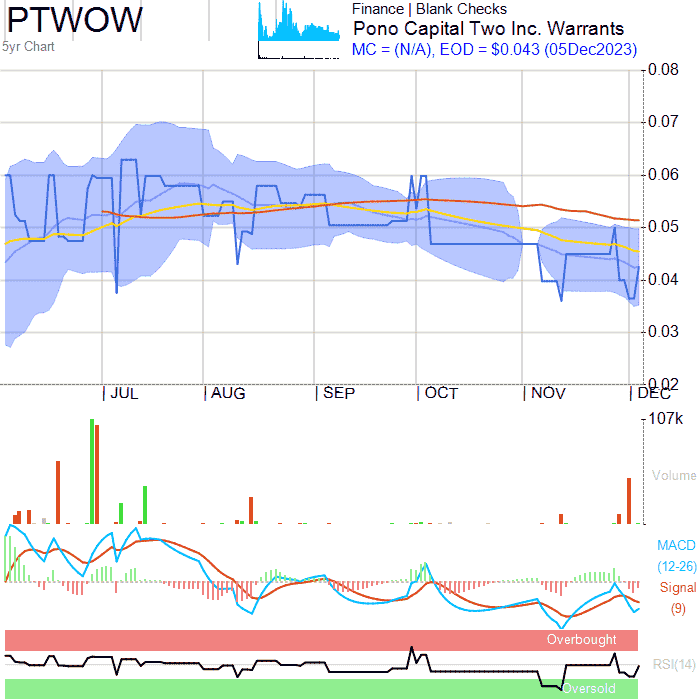 PTWOW
5yr Chart
Finance | Blank Checks
Pono Capital Two Inc. Warrants
MC = (N/A), EOD = $0.043 (05Dec2023)
0.08
0.07
0.06
0.05
0.04
0.03
0.02
JUL AUG SEP OCT NOV DEC
107k
Volume
MACD
(12-26)
Signal
(9)
Overbought
RSI(14)
Oversold